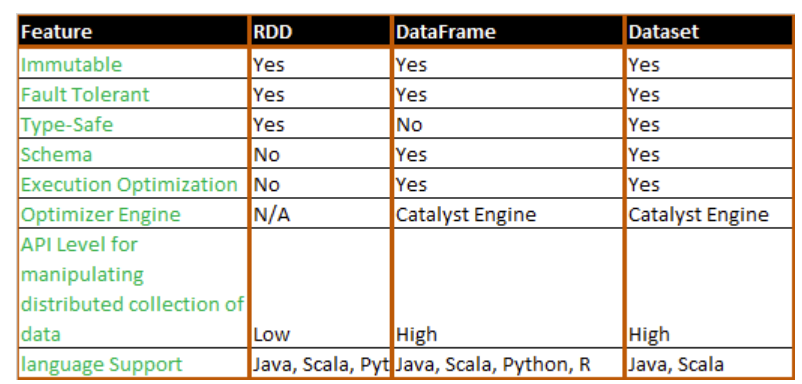 Feature RDD DataFrame Dataset
Immutable Yes Yes Yes
Fault Tolerant Yes Yes Yes
Type-Safe Yes No Yes
Schema No Yes Yes
Execution Optimization No Yes Yes
Optimizer Engine N/A Catalyst Engine Catalyst Engine
API Level for
manipulating
distributed collection of
data Low High High
language Support Java, Scala, Pyt Java, Scala, Python, R Java, Scala